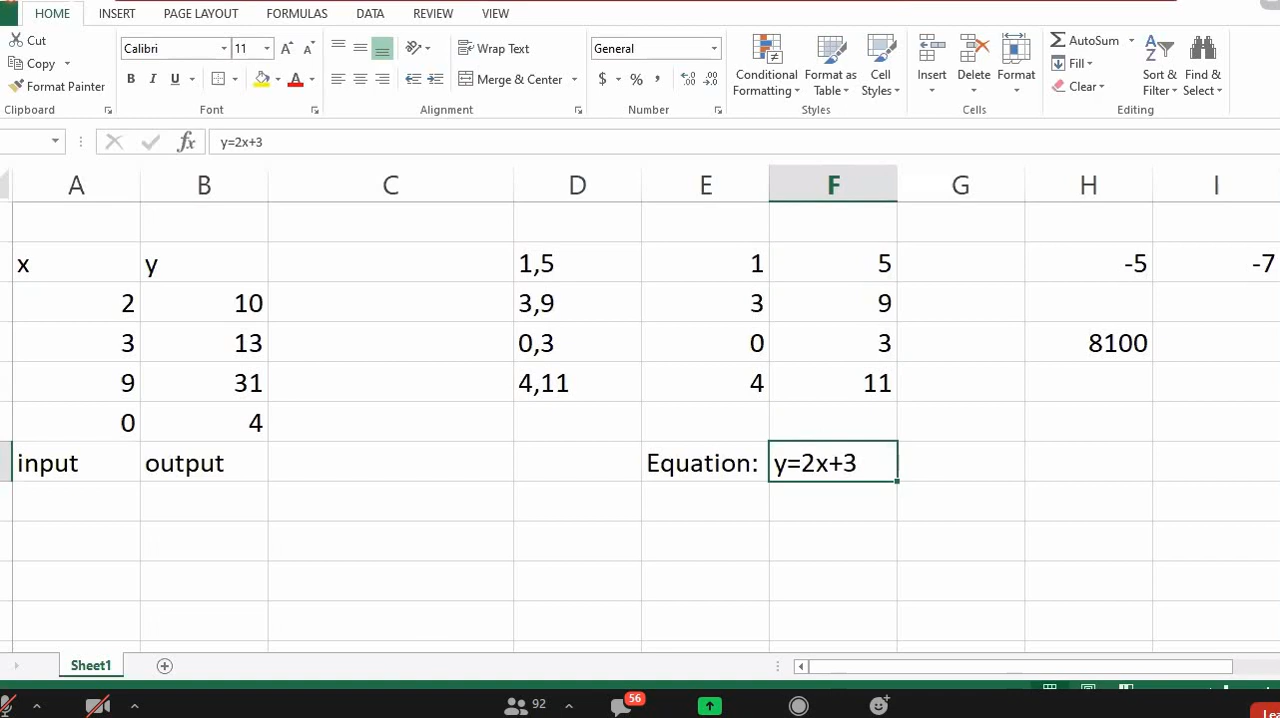 HOME INSERT PAGE LAYOUT FORMULAS DATA REVIEW VIEW
Cut
Copy
Format Painter
Clipboard
Calibri 11
B I U
Font
Wrap Text
Merge & Center
Alignment
General
$ % ,
Number
Conditional Formatting
Format as Table
Cell Styles
Styles
Insert Delete Format
Cells
AutoSum
Fill
Clear
Sort & Filter
Find & Select
Editing
fx y=2x+3
A B C D E F G H I
x y 1,5 1 5 -5 -7
2 10 3,9 3 9
3 13 0,3 0 3 8100
9 31 4,11 4 11
0 4
input output Equation: y=2x+3
Sheet1
92 56